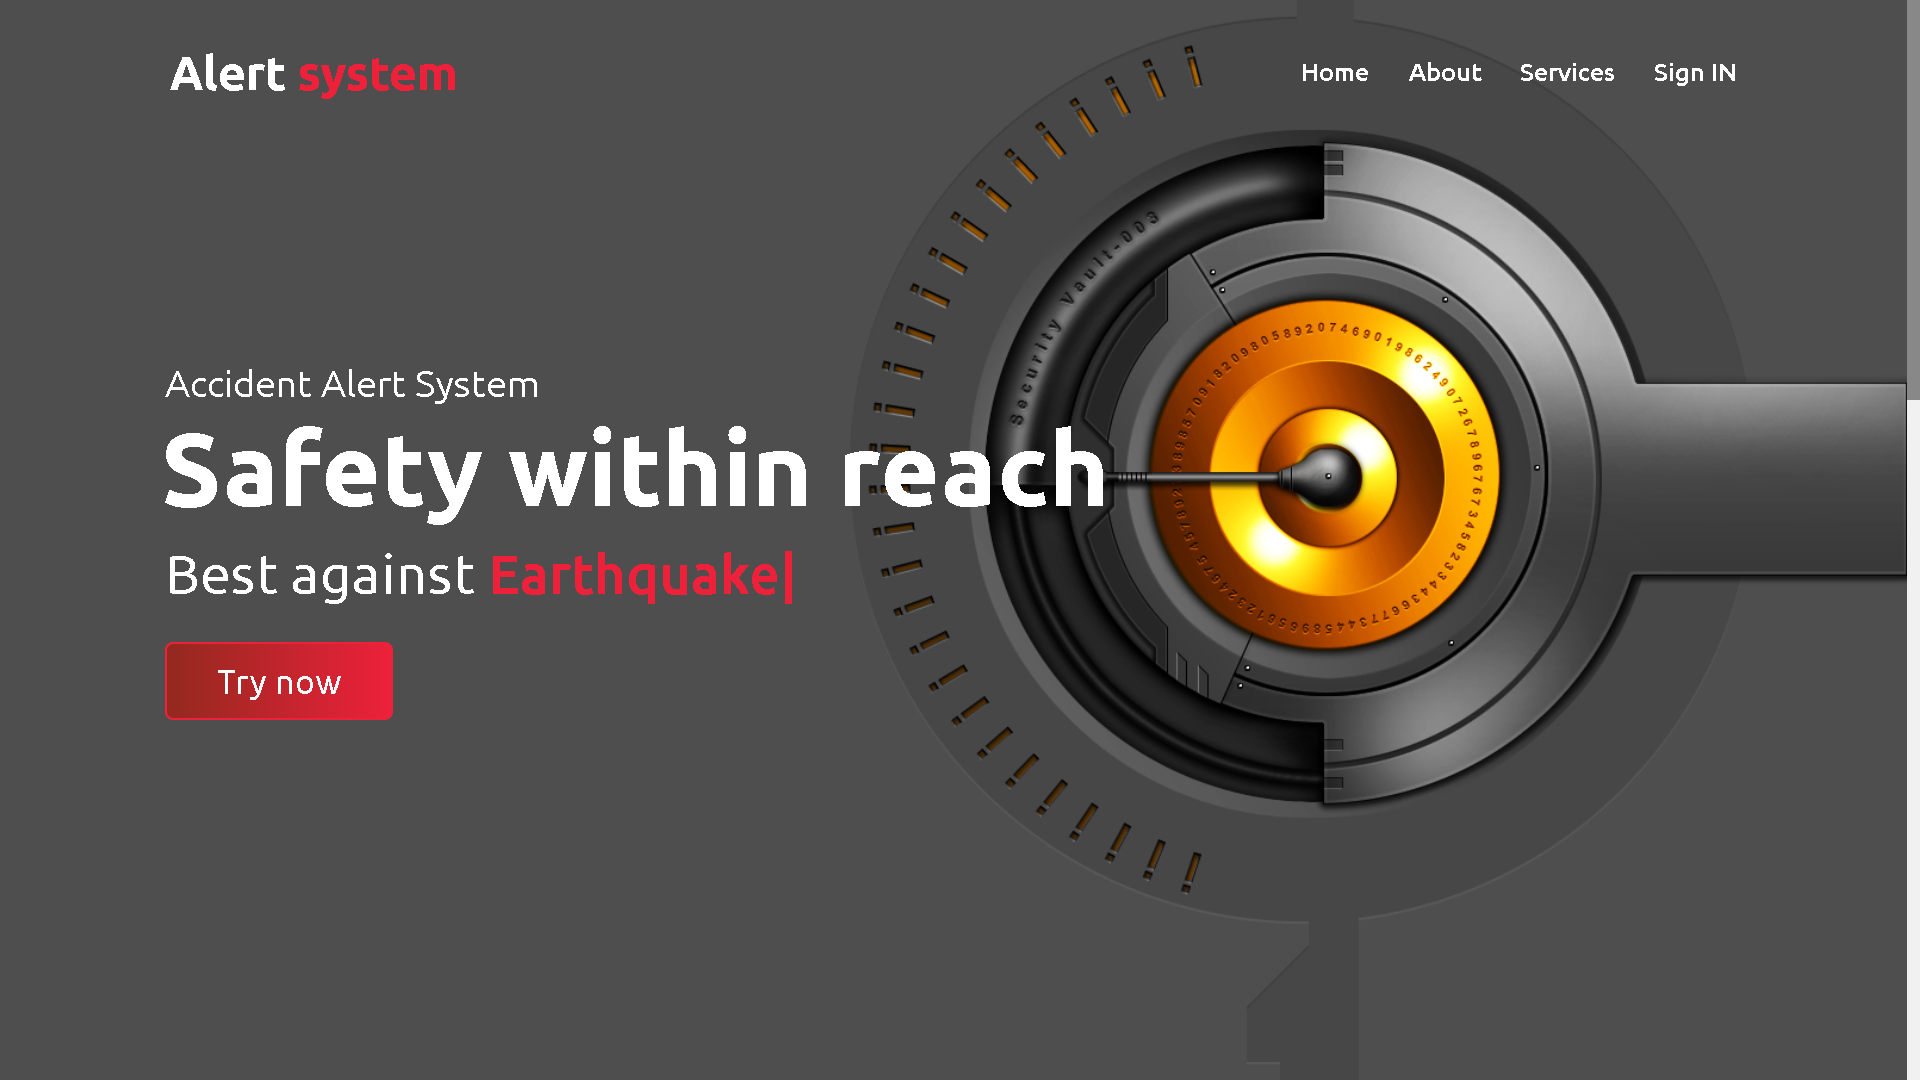 Alert system
Home
About
Services
Sign IN
Security Vault-003
Accident Alert System
Safety within reach
Best against Earthquake|
Try now